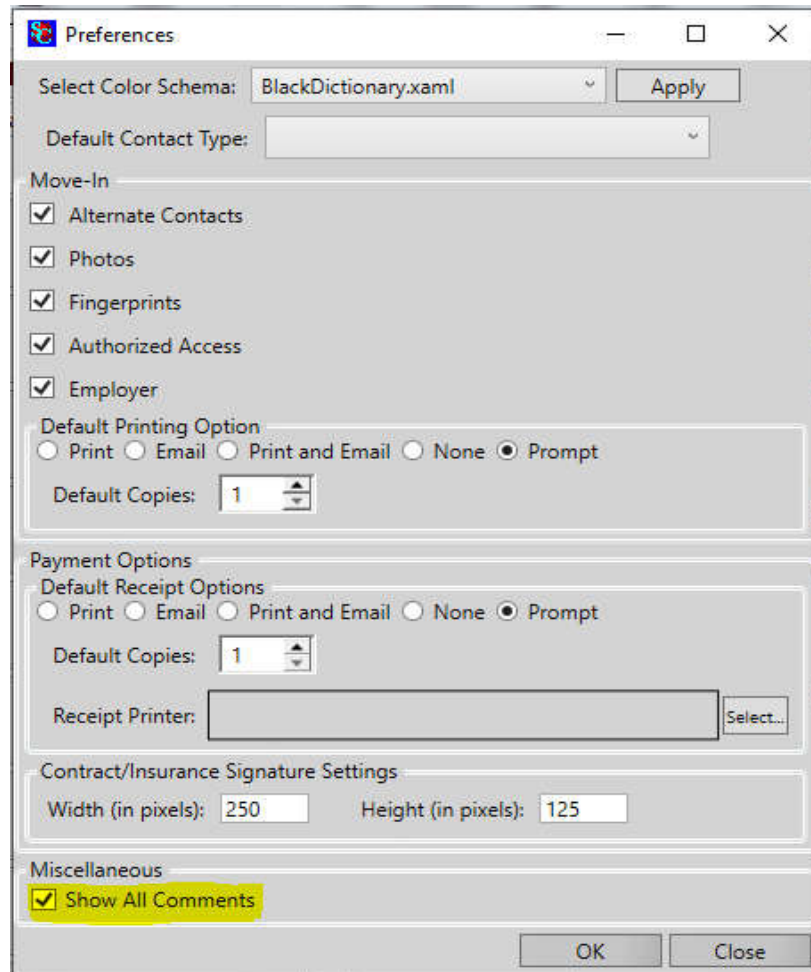 SC Preferences
Select Color Schema: BlackDictionary.xaml Apply
Default Contact Type:
Move-In
Alternate Contacts
Photos
Fingerprints
Authorized Access
Employer
Default Printing Option
Print Email Print and Email None Prompt
Default Copies: 1
Payment Options
Default Receipt Options
Print Email Print and Email None Prompt
Default Copies: 1
Receipt Printer: Select...
Contract/Insurance Signature Settings
Width (in pixels): 250 Height (in pixels): 125
Miscellaneous
Show All Comments
OK Close